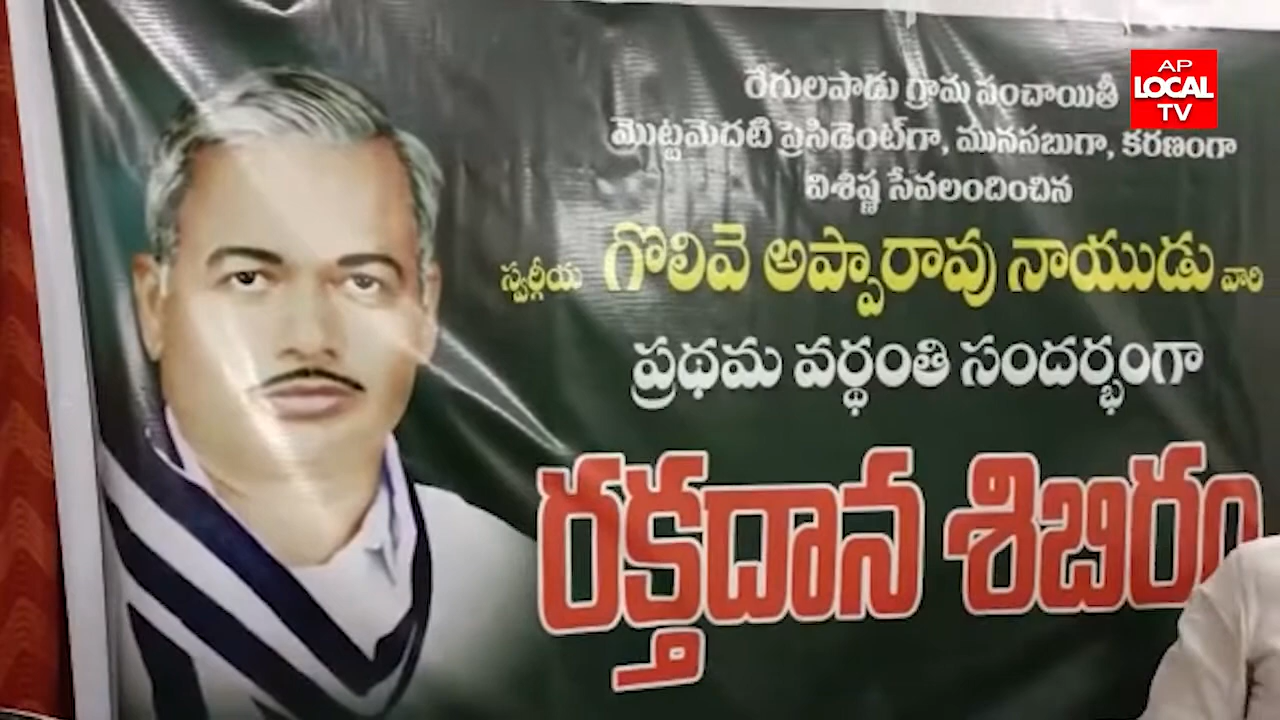 AP
LOCAL
TV
రేగులపాడు గ్రామ పంచాయితీ
మొట్టమెదటి ప్రెసిడెంట్‌గా, మునసబుగా, కరణంగా
విశిష్ణ సేవలందించిన
స్వర్గీయ గొలివె అప్పారావు నాయుడు వారి
ప్రథమ వర్థంతి సందర్భంగా
రక్తదాన శిబిరం